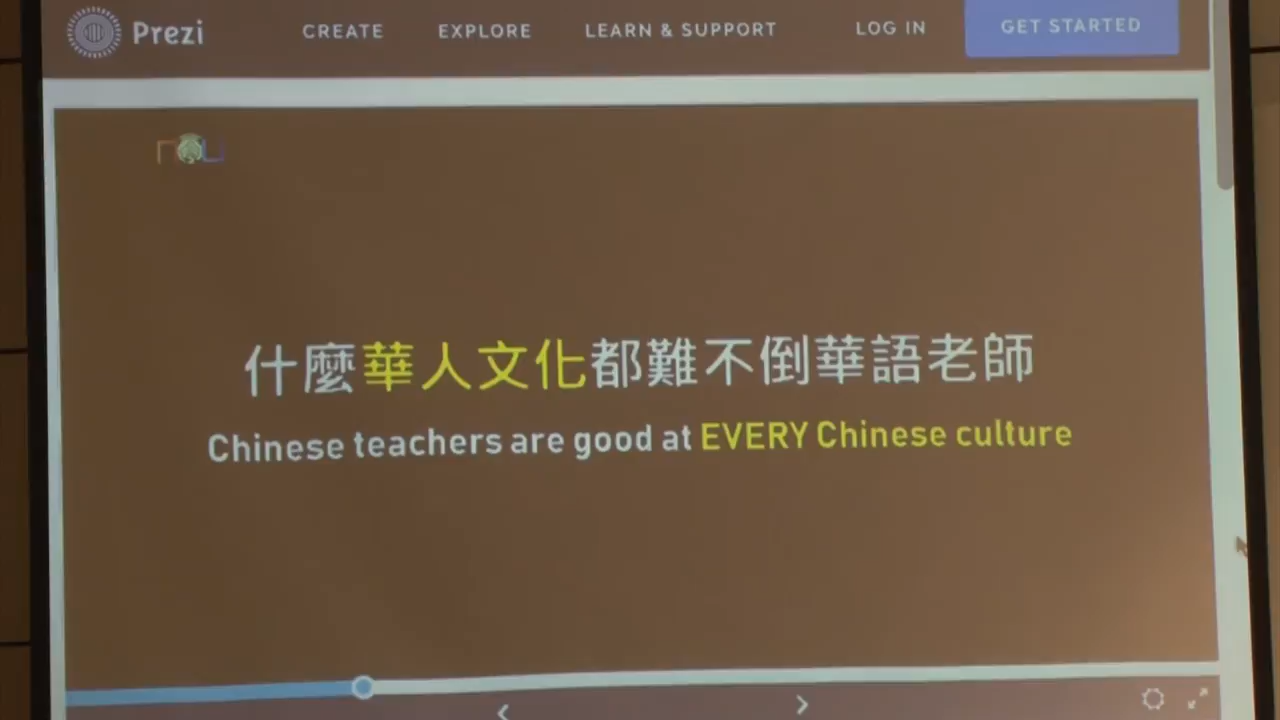 Prezi CREATE EXPLORE LEARN & SUPPORT LOG IN GET STARTED
nou
什麼華人文化都難不倒華語老師
Chinese teachers are good at EVERY Chinese culture